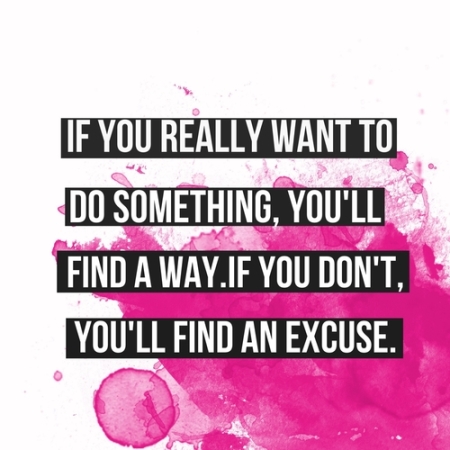 IF YOU REALLY WANT TO
DO SOMETHING, YOU'LL
FIND A WAY.IF YOU DON'T,
YOU'LL FIND AN EXCUSE.